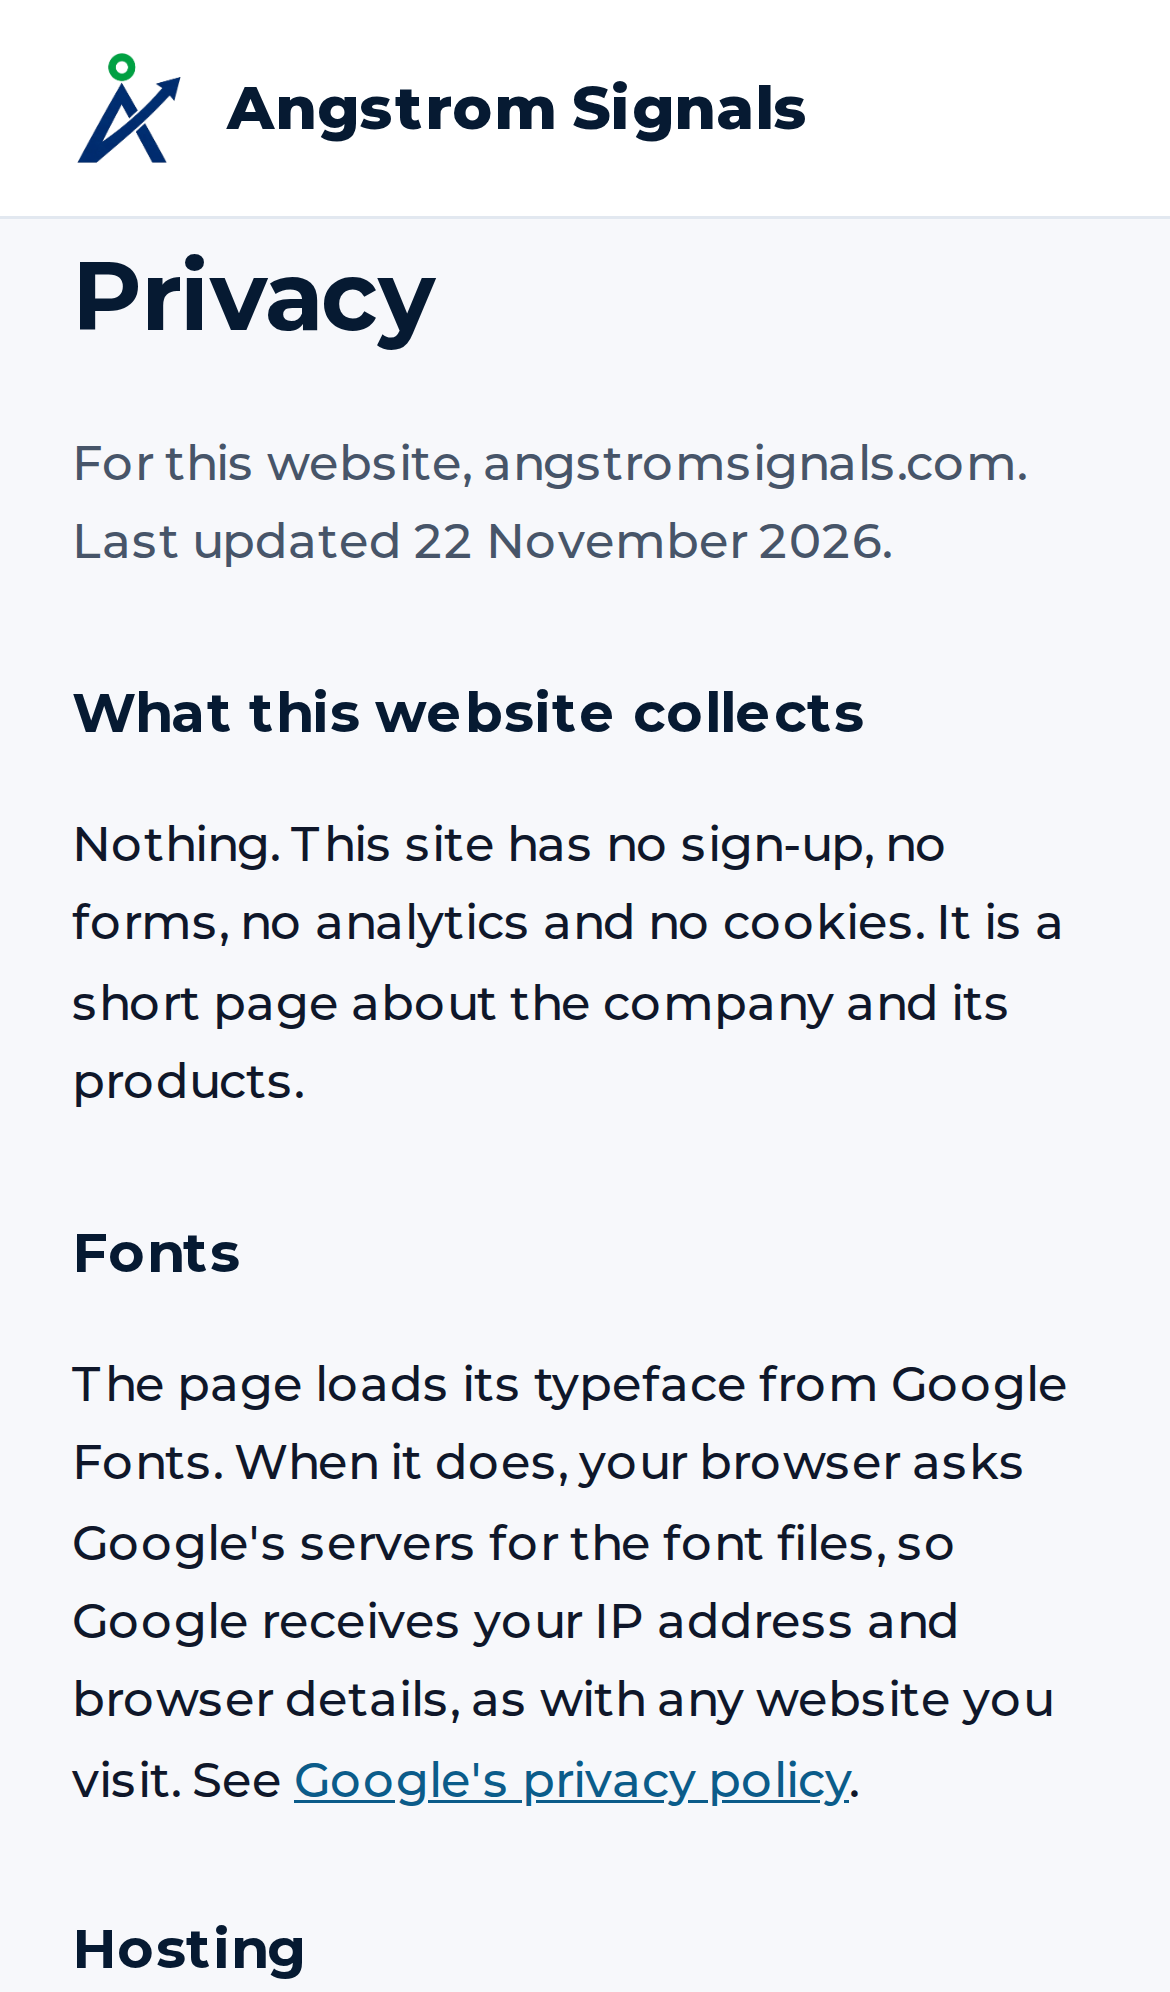 Angstrom Signals
Privacy
For this website, angstromsignals.com.
Last updated 22 November 2026.
What this website collects
Nothing. This site has no sign-up, no
forms, no analytics and no cookies. It is a
short page about the company and its
products.
Fonts
The page loads its typeface from Google
Fonts. When it does, your browser asks
Google's servers for the font files, so
Google receives your IP address and
browser details, as with any website you
visit. See Google's privacy policy.
Hosting